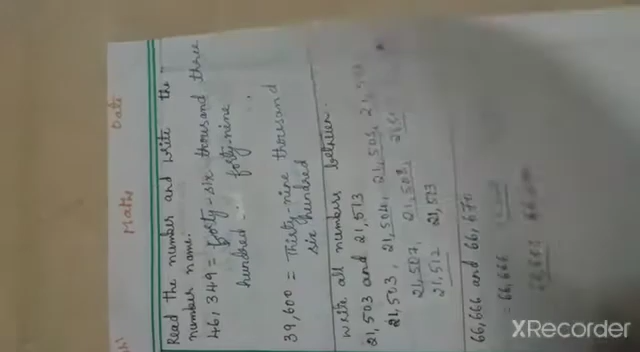 Maths Date
Read the number and write the
number name.
46,349 = forty-six thousand three
hundred forty-nine
39,600 = Thirty-nine thousand
six hundred
Write all numbers between.
21,503 and 21,513
21,503, 21,504, 21,505,
21,507, 21,508,
21,512 21,513
66,666 and 66,670
= 66,666
XRecorder